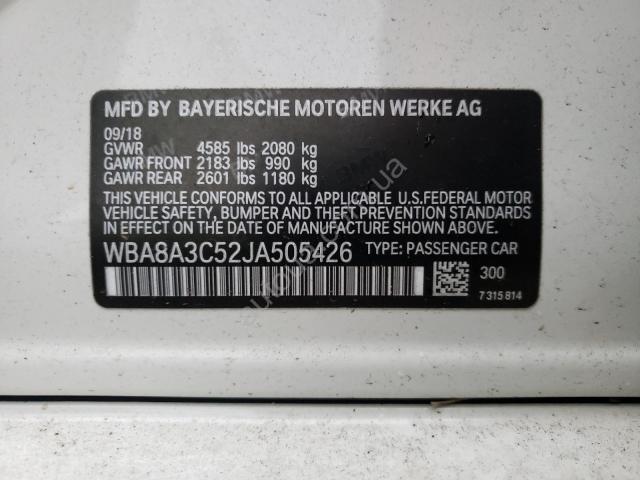 MFD BY BAYERISCHE MOTOREN WERKE AG
09/18
GVWR 4585 lbs 2080 kg
GAWR FRONT 2183 lbs 990 kg
GAWR REAR 2601 lbs 1180 kg
THIS VEHICLE CONFORMS TO ALL APPLICABLE U.S.FEDERAL MOTOR
VEHICLE SAFETY, BUMPER AND THEFT PREVENTION STANDARDS
IN EFFECT ON THE DATE OF MANUFACTURE SHOWN ABOVE.
WBA8A3C52JA505426 TYPE: PASSENGER CAR
300
7 315 814